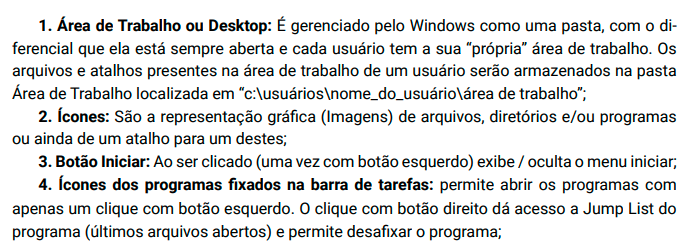 1. Área de Trabalho ou Desktop: É gerenciado pelo Windows como uma pasta, com o di-
ferencial que ela está sempre aberta e cada usuário tem a sua “própria” área de trabalho. Os
arquivos e atalhos presentes na área de trabalho de um usuário serão armazenados na pasta
Área de Trabalho localizada em “c:\usuários\nome_do_usuário\área de trabalho”;
2. Ícones: São a representação gráfica (Imagens) de arquivos, diretórios e/ou programas
ou ainda de um atalho para um destes;
3. Botão Iniciar: Ao ser clicado (uma vez com botão esquerdo) exibe / oculta o menu iniciar;
4. Ícones dos programas fixados na barra de tarefas: permite abrir os programas com
apenas um clique com botão esquerdo. O clique com botão direito dá acesso a Jump List do
programa (últimos arquivos abertos) e permite desafixar o programa;